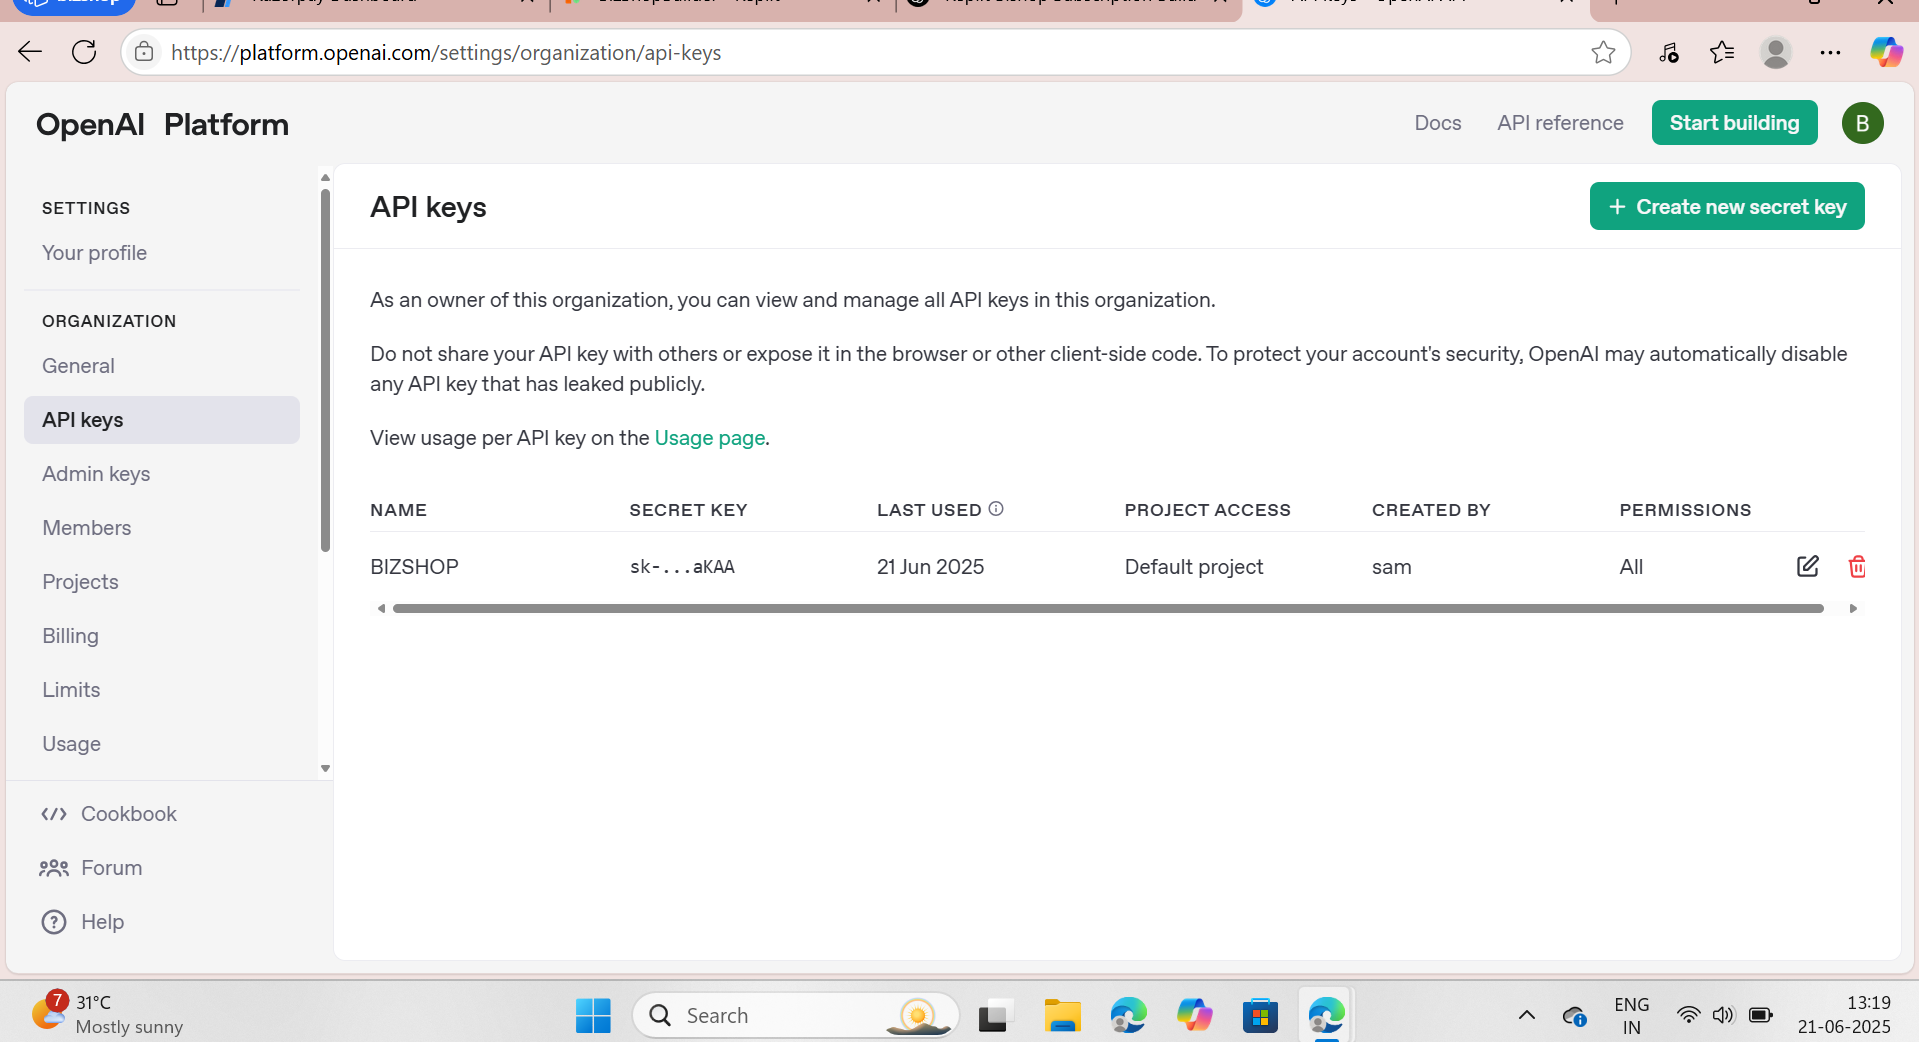 https://platform.openai.com/settings/organization/api-keys
OpenAI Platform
Docs
API reference
Start building
B
SETTINGS
Your profile
ORGANIZATION
General
API keys
Admin keys
Members
Projects
Billing
Limits
Usage
Cookbook
Forum
Help
API keys
+ Create new secret key
As an owner of this organization, you can view and manage all API keys in this organization.
Do not share your API key with others or expose it in the browser or other client-side code. To protect your account's security, OpenAI may automatically disable
any API key that has leaked publicly.
View usage per API key on the Usage page.
NAME SECRET KEY LAST USED PROJECT ACCESS CREATED BY PERMISSIONS
BIZSHOP sk-...aKAA 21 Jun 2025 Default project sam All
7
31°C
Mostly sunny
Search
ENG
IN
13:19
21-06-2025